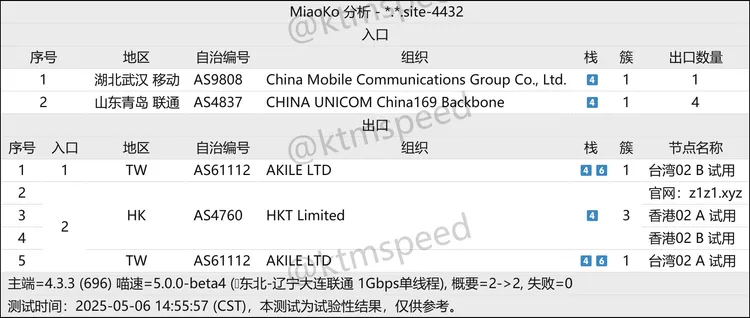 MiaoKo 分析 - *.*.site-4432
入口
序号 地区 自治编号 组织 栈 簇 出口数量
1 湖北武汉 移动 AS9808 China Mobile Communications Group Co., Ltd. 4 1 1
2 山东青岛 联通 AS4837 CHINA UNICOM China169 Backbone 4 1 4
出口
序号 入口 地区 自治编号 组织 栈 簇 节点名称
1 1 TW AS61112 AKILE LTD 4 6 1 台湾02 B 试用
2 官网：z1z1.xyz
3 2 HK AS4760 HKT Limited 4 3 香港02 A 试用
4 香港02 B 试用
5 TW AS61112 AKILE LTD 4 6 1 台湾02 A 试用
主端=4.3.3 (696) 喵速=5.0.0-beta4 (东北-辽宁大连联通 1Gbps单线程), 概要=2->2, 失败=0
测试时间：2025-05-06 14:55:57 (CST)，本测试为试验性结果，仅供参考。
@ktmspeed
@ktmspeed
@ktmspeed